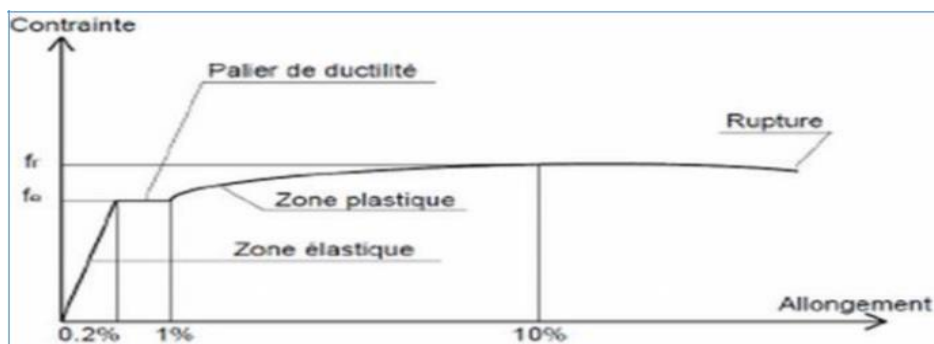 Contrainte
Palier de ductilité
Rupture
fr
fe
Zone plastique
Zone élastique
Allongement
0.2% 1% 10%